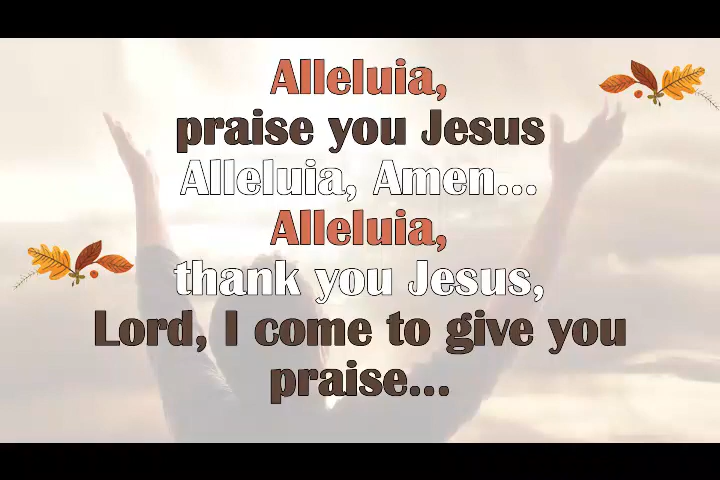 Alleluia,
praise you Jesus
Alleluia, Amen...
Alleluia,
thank you Jesus,
Lord, I come to give you
praise...